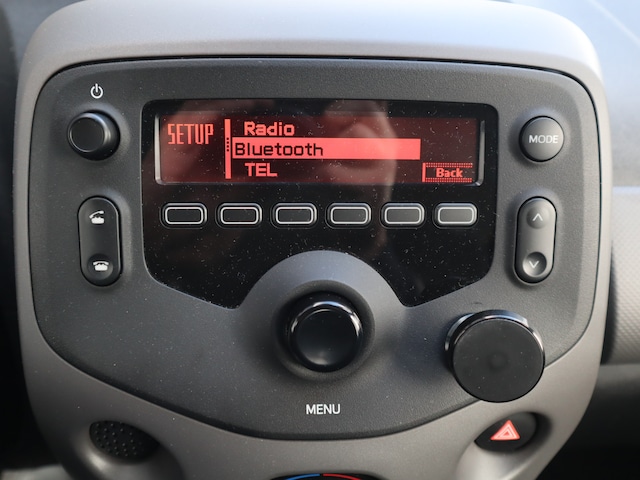 SETUP
Radio
Bluetooth
TEL
Back
MODE
MENU